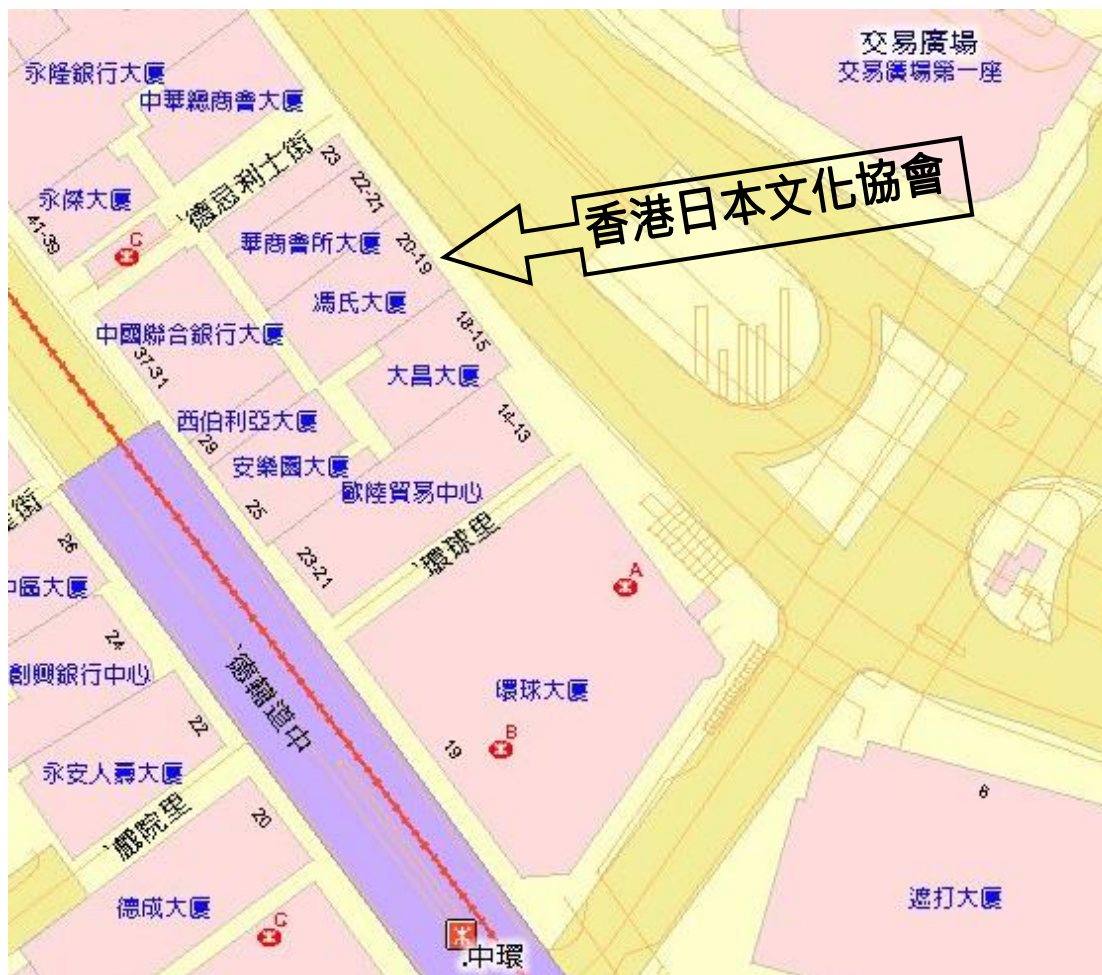 交易廣場
交易廣場第一座
永隆銀行大廈
中華總商會大廈
香港日本文化協會
德忌利士街
23
22-21
20-19
永傑大廈
41-39
C
華商會所大廈
馮氏大廈
18-15
中國聯合銀行大廈
37-31
大昌大廈
14-13
西伯利亞大廈
29
安樂園大廈
25
歐陸貿易中心
23-21
環球里
26
A
24
創興銀行中心
德輔道中
環球大廈
22
19
B
永安人壽大廈
戲院里
20
6
德成大廈
C
遮打大廈
中環